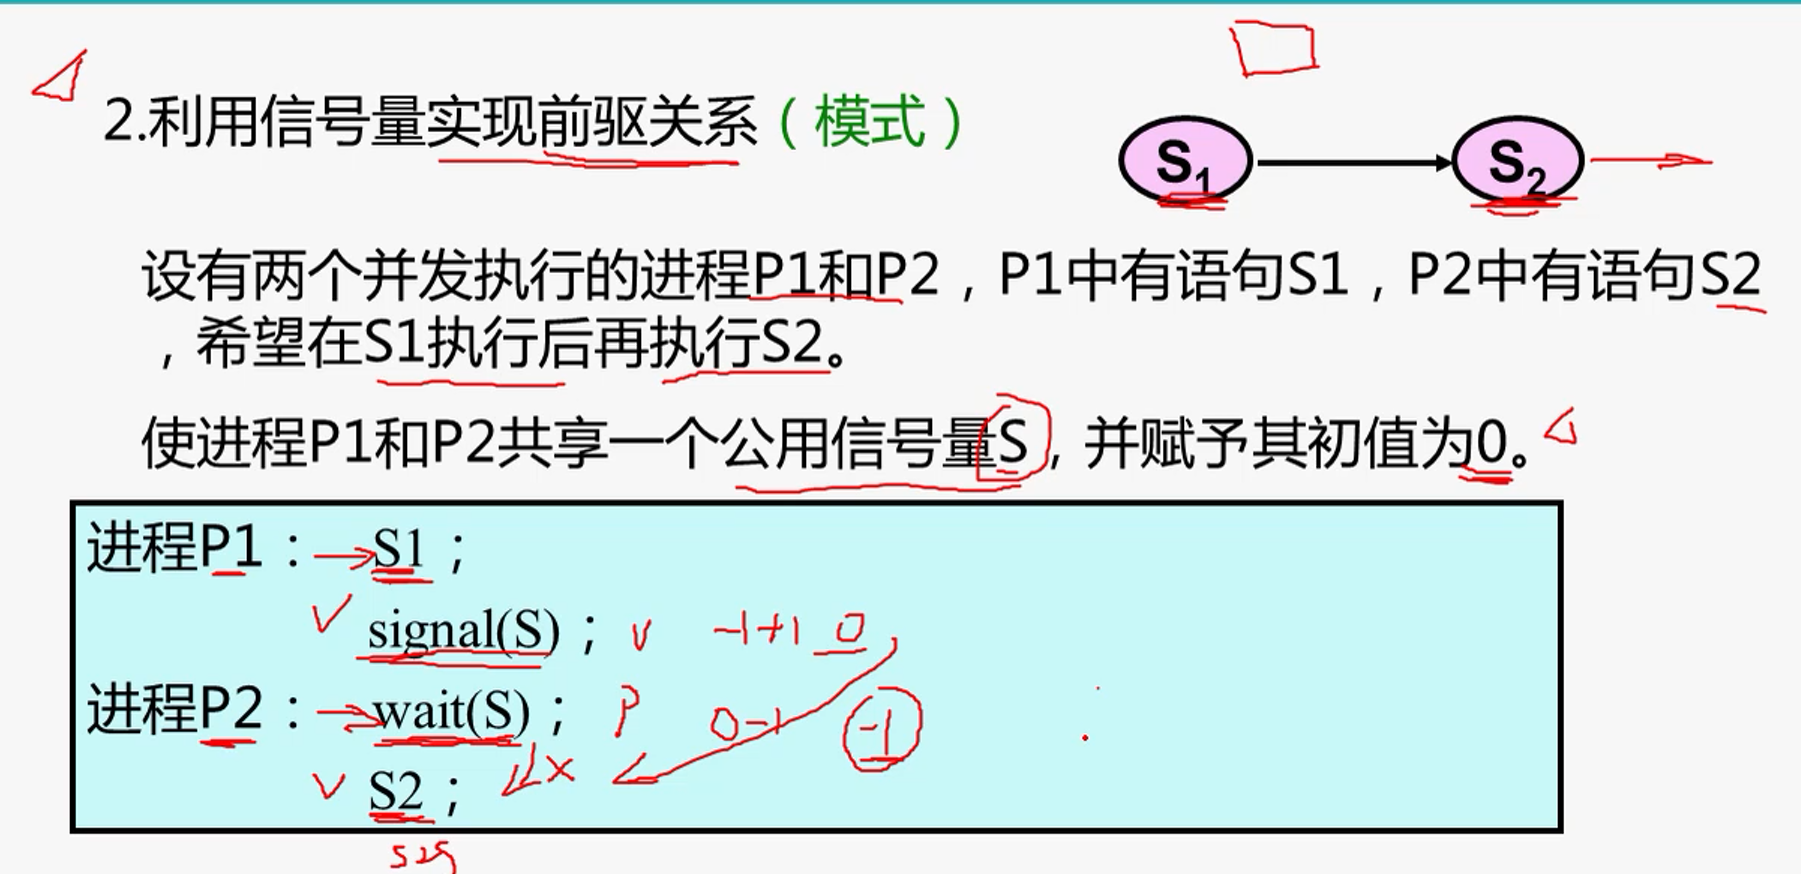 2.利用信号量实现前驱关系（模式）
S1
S2
设有两个并发执行的进程P1和P2，P1中有语句S1，P2中有语句S2
，希望在S1执行后再执行S2。
使进程P1和P2共享一个公用信号量S，并赋予其初值为0。
进程P1：S1；
signal(S)； V -1+1 0
进程P2：wait(S)； P 0-1 -1
S2； x